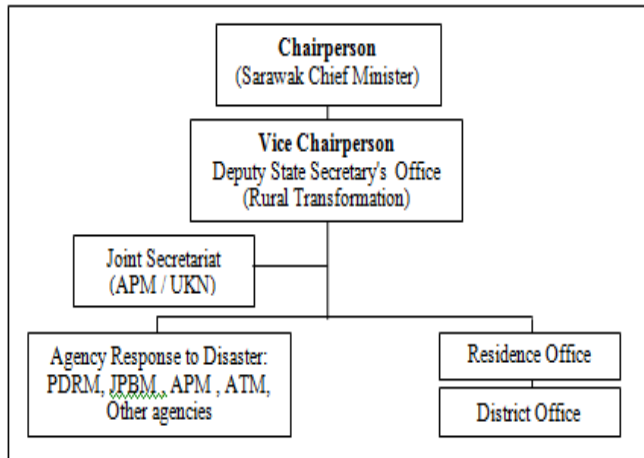 Chairperson
(Sarawak Chief Minister)
Vice Chairperson
Deputy State Secretary's Office
(Rural Transformation)
Joint Secretariat
(APM / UKN)
Agency Response to Disaster:
PDRM, JPBM , APM , ATM,
Other agencies
Residence Office
District Office